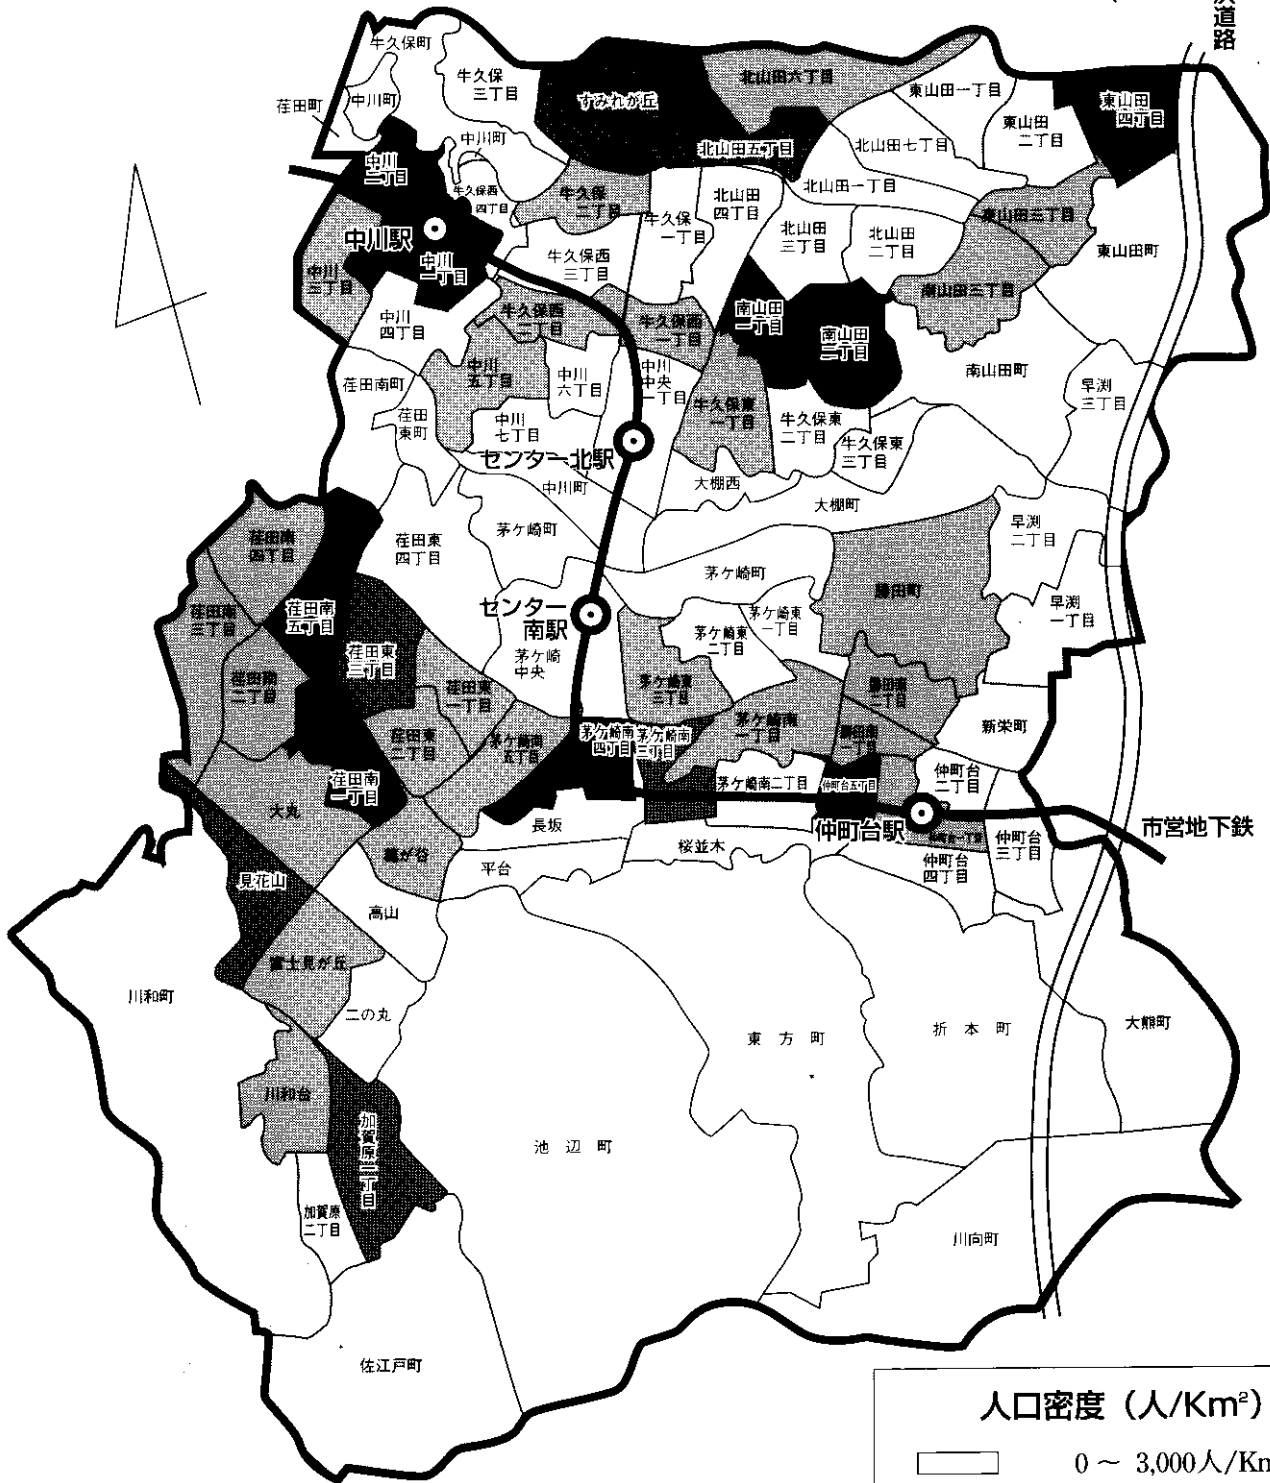 浜道路
牛久保町
牛久保
三丁目
すみれが丘
北山田六丁目
東山田一丁目
東山田
四丁目
荏田町
中川町
中川町
東山田
二丁目
北山田五丁目
北山田七丁目
中川
二丁目
牛久保西
四丁目
牛久保
二丁目
北山田
四丁目
北山田一丁目
牛久保
一丁目
東山田三丁目
中川駅
北山田
三丁目
北山田
二丁目
東山田町
中川
一丁目
牛久保西
三丁目
中川
三丁目
南山田三丁目
中川
四丁目
牛久保西
二丁目
牛久保西
一丁目
南山田
一丁目
南山田
二丁目
荏田南町
中川
五丁目
中川
六丁目
中川
中央
一丁目
南山田町
早渕
三丁目
荏田
東町
中川
七丁目
牛久保東
一丁目
牛久保東
二丁目
牛久保東
三丁目
センター北駅
中川町
大棚西
大棚町
荏田南
四丁目
荏田東
四丁目
茅ケ崎町
早渕
二丁目
茅ケ崎町
勝田町
荏田南
三丁目
荏田南
五丁目
センター
南駅
茅ケ崎東
一丁目
早渕
一丁目
荏田東
三丁目
茅ケ崎
中央
茅ケ崎東
二丁目
荏田南
二丁目
荏田東
一丁目
茅ケ崎東
三丁目
勝田南
二丁目
荏田東
二丁目
茅ケ崎南
五丁目
茅ケ崎南
四丁目
茅ケ崎南
三丁目
茅ケ崎南
一丁目
勝田南
一丁目
新栄町
荏田南
一丁目
茅ケ崎南二丁目
仲町台五丁目
仲町台
二丁目
大丸
長坂
仲町台駅
市営地下鉄
葛が谷
桜並木
仲町台一丁目
仲町台
三丁目
見花山
平台
仲町台
四丁目
高山
富士見が丘
川和町
二の丸
東方町
折本町
大熊町
川和台
加賀原一丁目
池辺町
加賀原
二丁目
川向町
佐江戸町
人口密度（人/Km²）
0 ～ 3,000人/Km